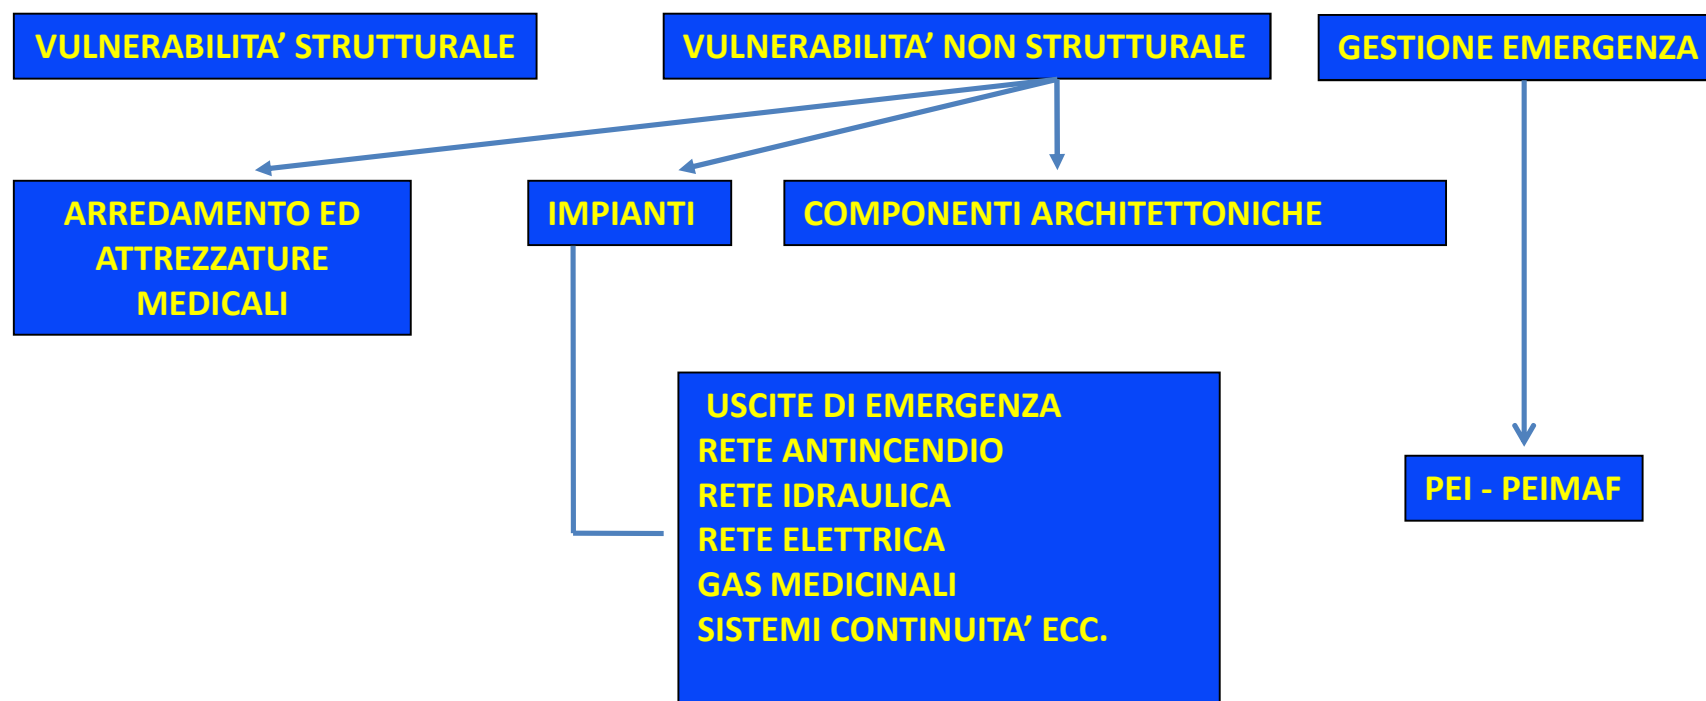 VULNERABILITA’ STRUTTURALE
VULNERABILITA’ NON STRUTTURALE
GESTIONE EMERGENZA
ARREDAMENTO ED
ATTREZZATURE
MEDICALI
IMPIANTI
COMPONENTI ARCHITETTONICHE
USCITE DI EMERGENZA
RETE ANTINCENDIO
RETE IDRAULICA
RETE ELETTRICA
GAS MEDICINALI
SISTEMI CONTINUITA’ ECC.
PEI - PEIMAF